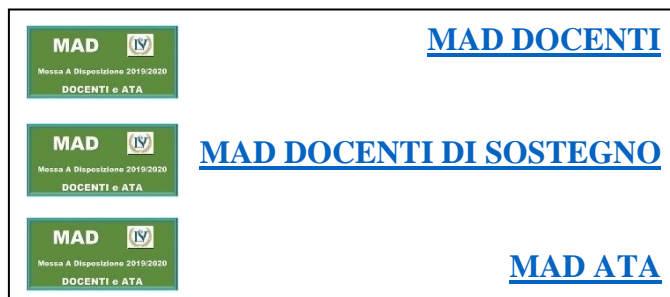 MAD
Messa A Disposizione 2019/2020
DOCENTI e ATA
MAD DOCENTI
MAD
Messa A Disposizione 2019/2020
DOCENTI e ATA
MAD DOCENTI DI SOSTEGNO
MAD
Messa A Disposizione 2019/2020
DOCENTI e ATA
MAD ATA